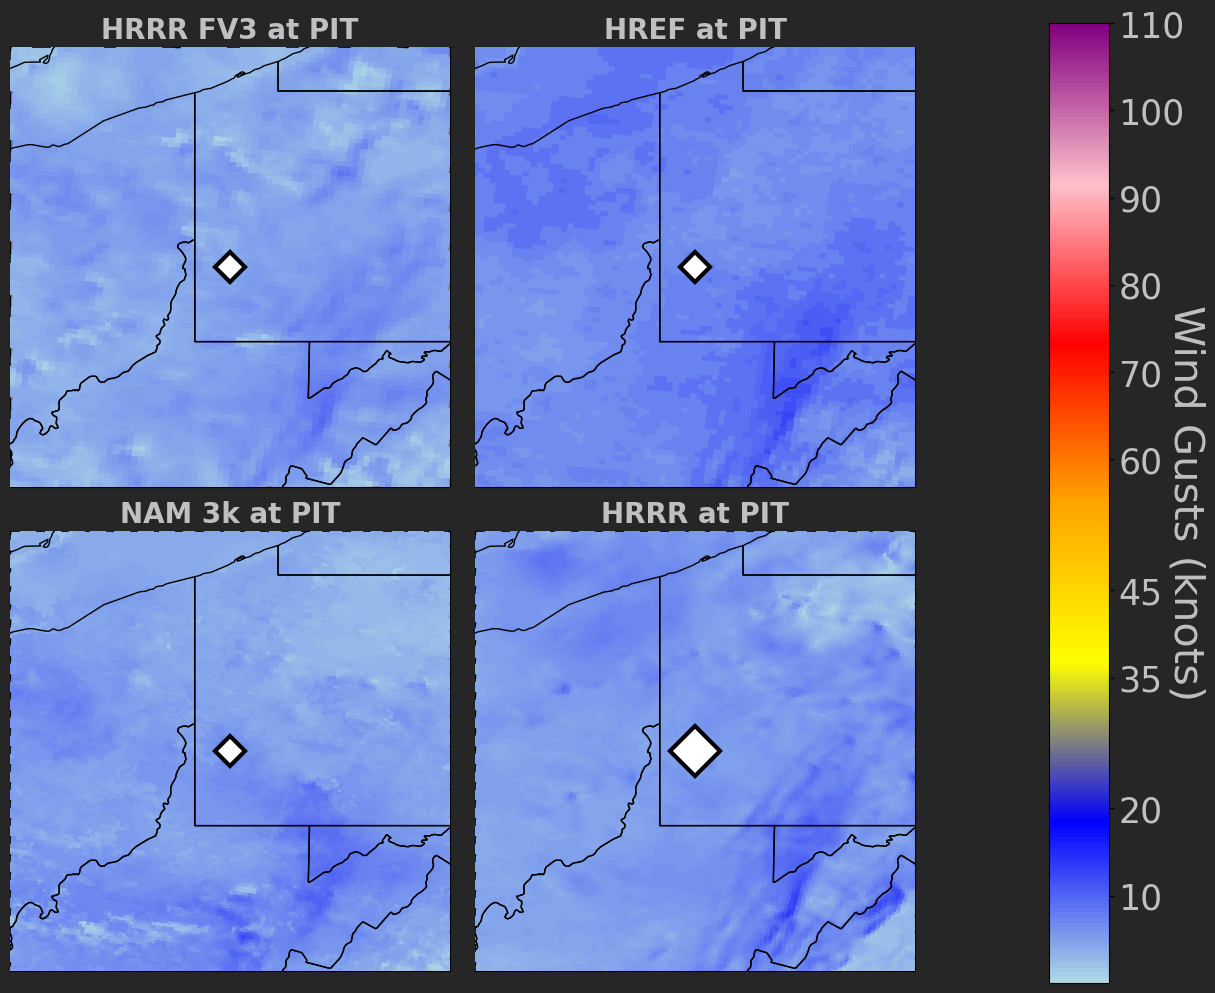 HRRR FV3 at PIT
HREF at PIT
NAM 3k at PIT
HRRR at PIT
110
100
90
80
70
60
45
35
20
10
Wind Gusts (knots)